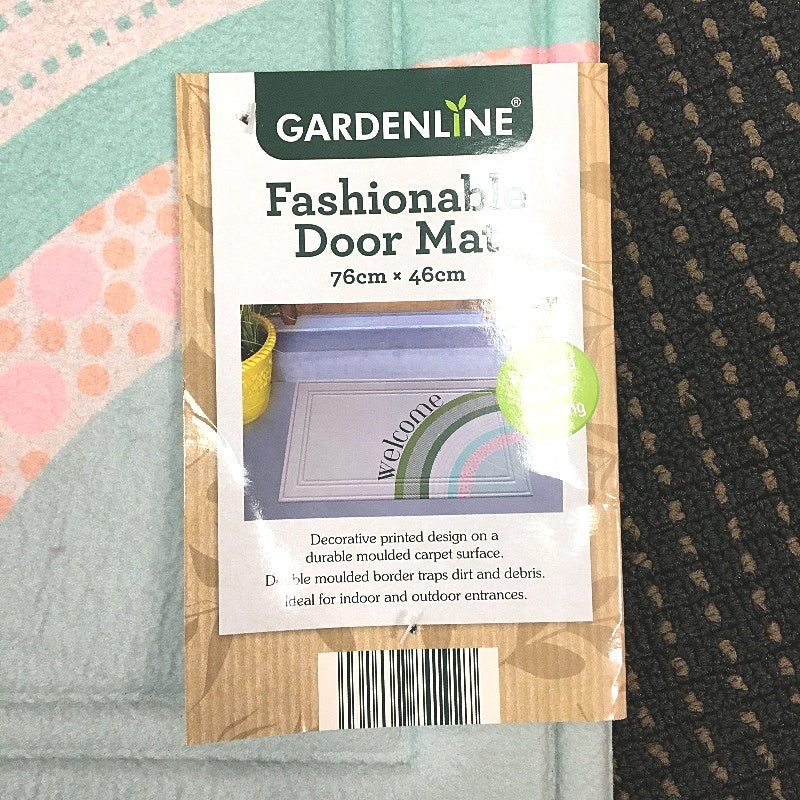 GARDENLINE®
Fashionable
Door Mat
76cm × 46cm
welcome
Decorative printed design on a
durable moulded carpet surface.
Double moulded border traps dirt and debris.
Ideal for indoor and outdoor entrances.